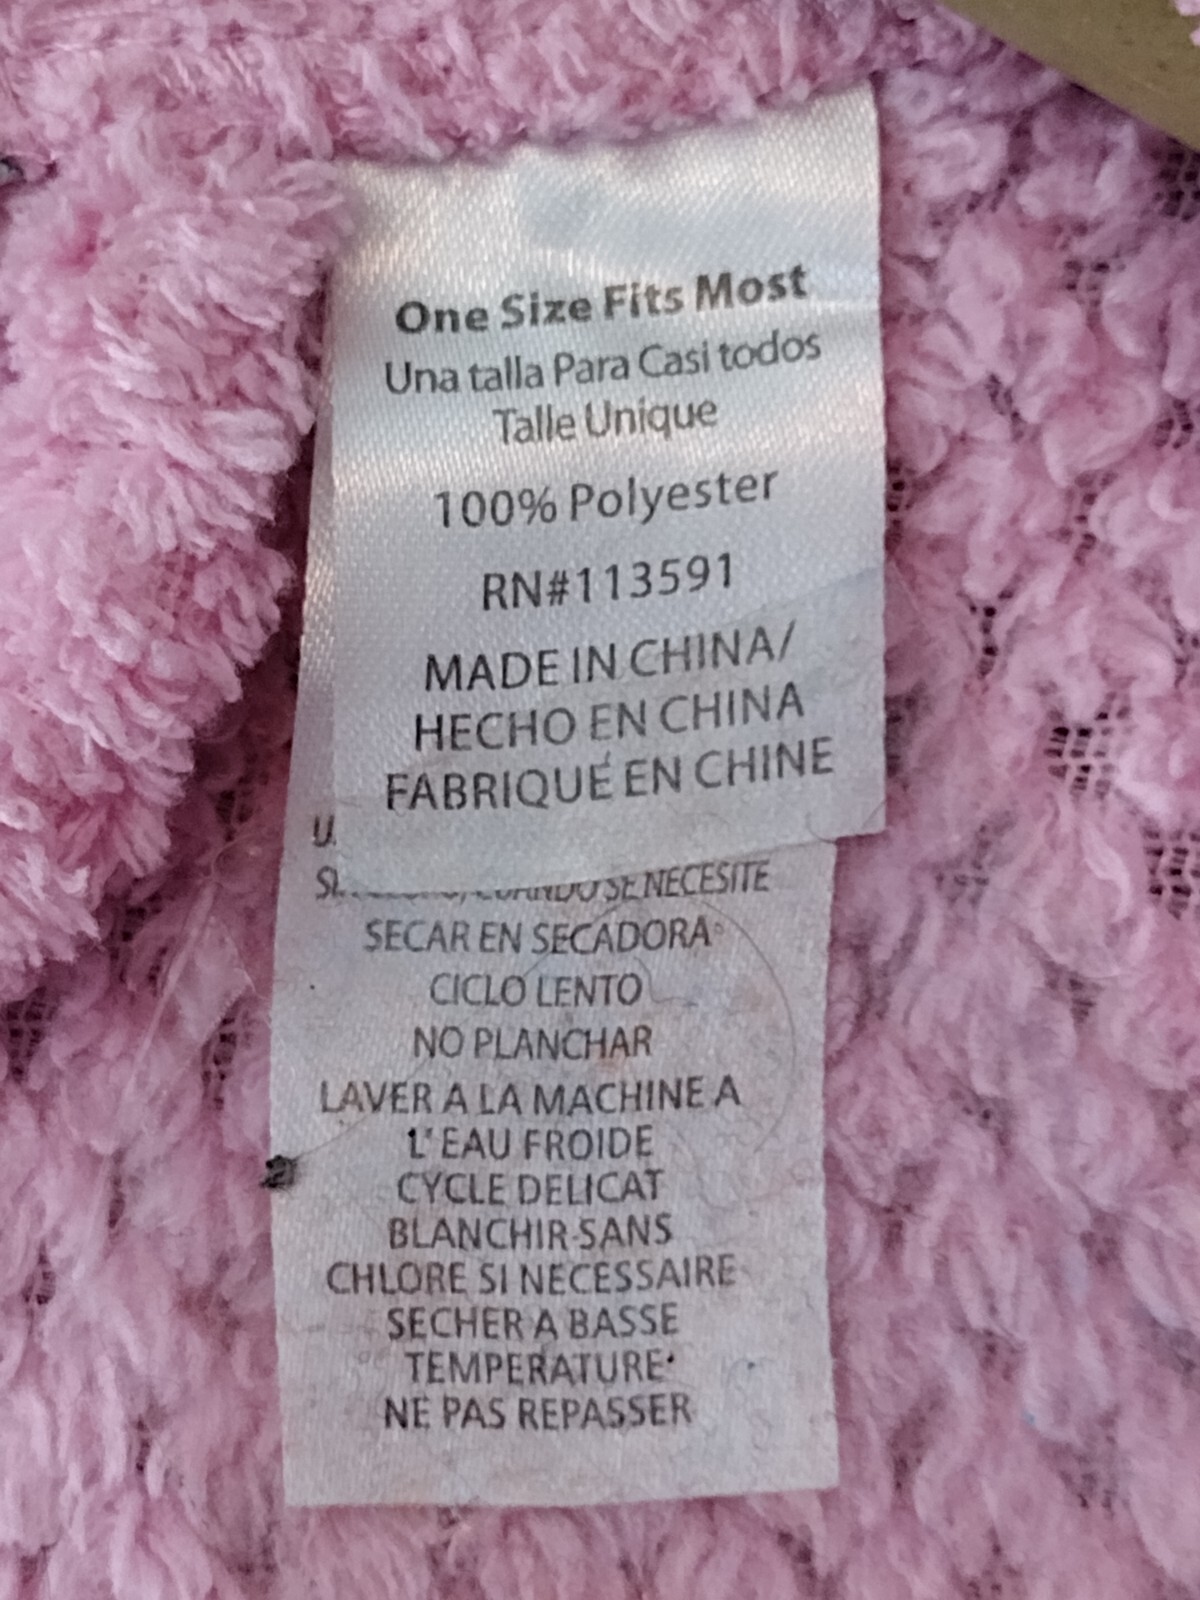 One Size Fits Most
Una talla Para Casi todos
Talle Unique
100% Polyester
RN#113591
MADE IN CHINA/
HECHO EN CHINA
FABRIQUÉ EN CHINE
CUANDO SE NECESITE
SECAR EN SECADORA
CICLO LENTO
NO PLANCHAR
LAVER A LA MACHINE A
L'EAU FROIDE
CYCLE DELICAT
BLANCHIR SANS
CHLORE SI NECESSAIRE
SECHER A BASSE
TEMPERATURE
NE PAS REPASSER